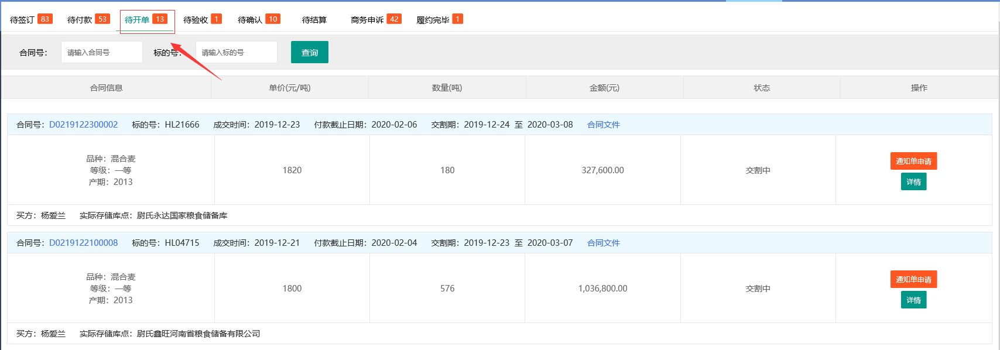 待签订 83 待付款 53 待开单 13 待验收 1 待确认 10 待结算 商务申诉 42 履约完毕 1
合同号： 请输入合同号 标的号： 请输入标的号 查询
合同信息 单价(元/吨) 数量(吨) 金额(元) 状态 操作
合同号：D0219122300002 标的号：HL21666 成交时间：2019-12-23 付款截止日期：2020-02-06 交割期：2019-12-24 至 2020-03-08 合同文件
品种：混合麦
等级：一等
产期：2013
1820 180 327,600.00 交割中
通知单申请
详情
买方：杨爱兰 实际存储库点：尉氏永达国家粮食储备库
合同号：D0219122100008 标的号：HL04715 成交时间：2019-12-21 付款截止日期：2020-02-04 交割期：2019-12-23 至 2020-03-07 合同文件
品种：混合麦
等级：一等
产期：2013
1800 576 1,036,800.00 交割中
通知单申请
详情
买方：杨爱兰 实际存储库点：尉氏鑫旺河南省粮食储备有限公司